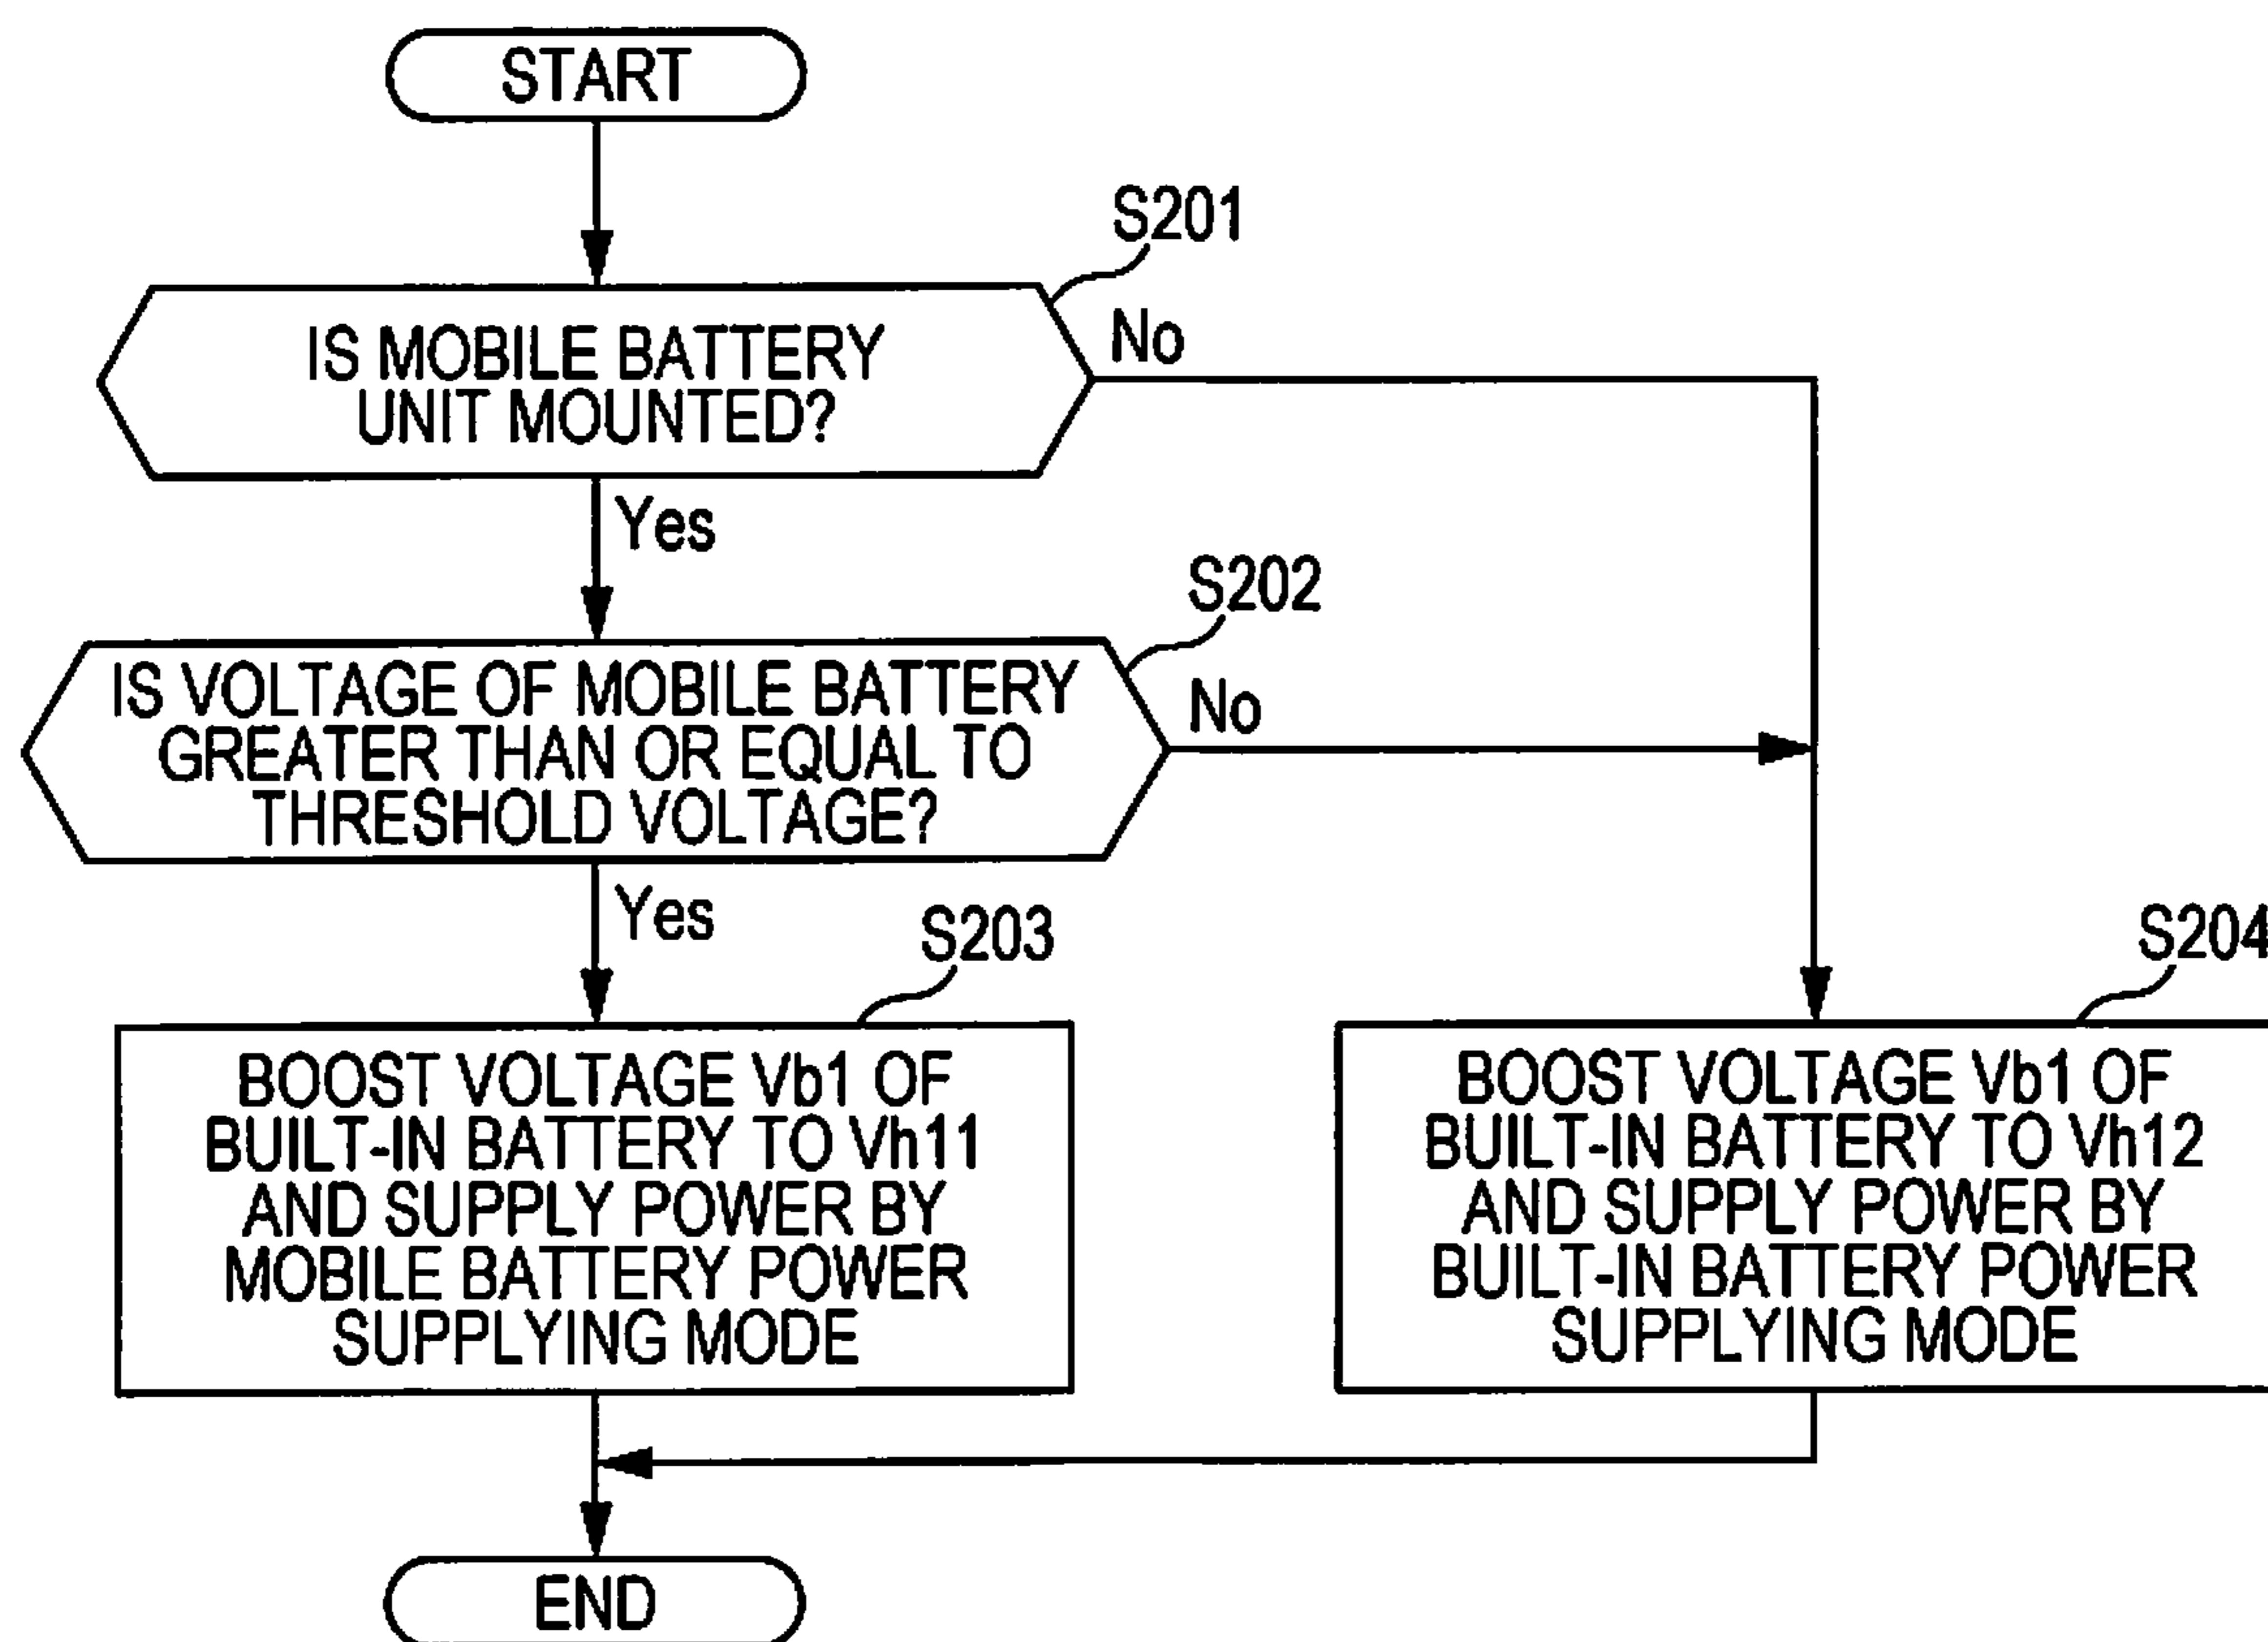 START
S201
IS MOBILE BATTERY
UNIT MOUNTED?
No
Yes
S202
IS VOLTAGE OF MOBILE BATTERY
GREATER THAN OR EQUAL TO
THRESHOLD VOLTAGE?
No
Yes
S203
BOOST VOLTAGE Vb1 OF
BUILT-IN BATTERY TO Vh11
AND SUPPLY POWER BY
MOBILE BATTERY POWER
SUPPLYING MODE
S204
BOOST VOLTAGE Vb1 OF
BUILT-IN BATTERY TO Vh12
AND SUPPLY POWER BY
BUILT-IN BATTERY POWER
SUPPLYING MODE
END